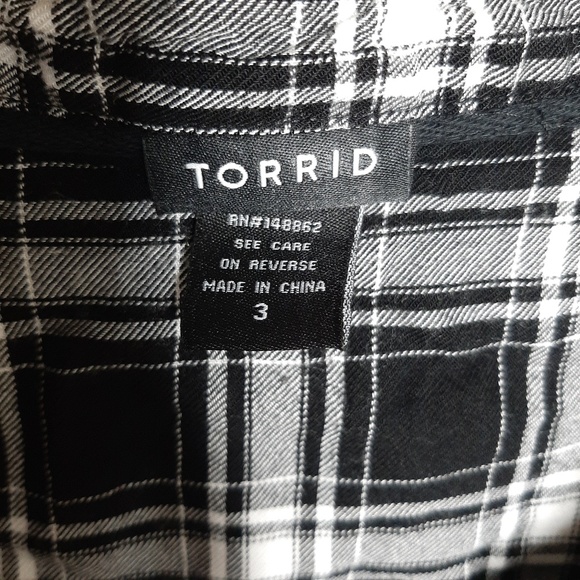 TORRID
RN#148862
SEE CARE
ON REVERSE
MADE IN CHINA
3